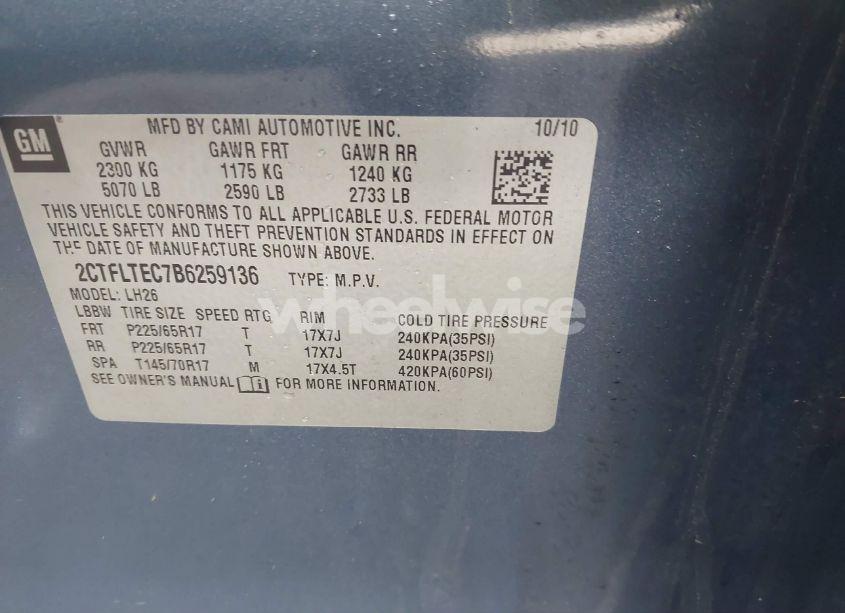 GM
MFD BY CAMI AUTOMOTIVE INC. 10/10
GVWR GAWR FRT GAWR RR
2300 KG 1175 KG 1240 KG
5070 LB 2590 LB 2733 LB
THIS VEHICLE CONFORMS TO ALL APPLICABLE U.S. FEDERAL MOTOR
VEHICLE SAFETY AND THEFT PREVENTION STANDARDS IN EFFECT ON
THE DATE OF MANUFACTURE SHOWN ABOVE.
2CTFLTEC7B6259136 TYPE: M.P.V.
MODEL: LH26
LBBW TIRE SIZE SPEED RTG RIM COLD TIRE PRESSURE
FRT P225/65R17 T 17X7J 240KPA(35PSI)
RR P225/65R17 T 17X7J 240KPA(35PSI)
SPA T145/70R17 M 17X4.5T 420KPA(60PSI)
SEE OWNER'S MANUAL FOR MORE INFORMATION.
wheelwise